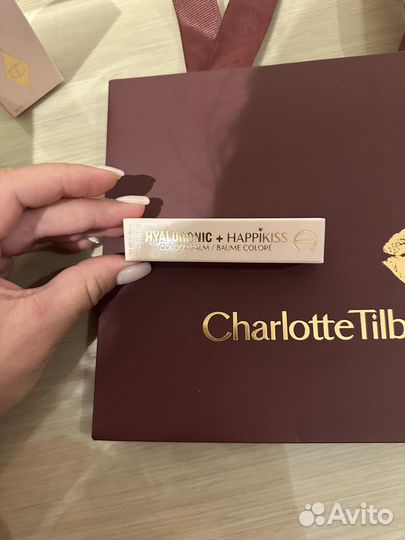 HYALURONIC + HAPPIKISS
COLOUR BALM / BAUME COLORÉ
CharlotteTilb
Avito